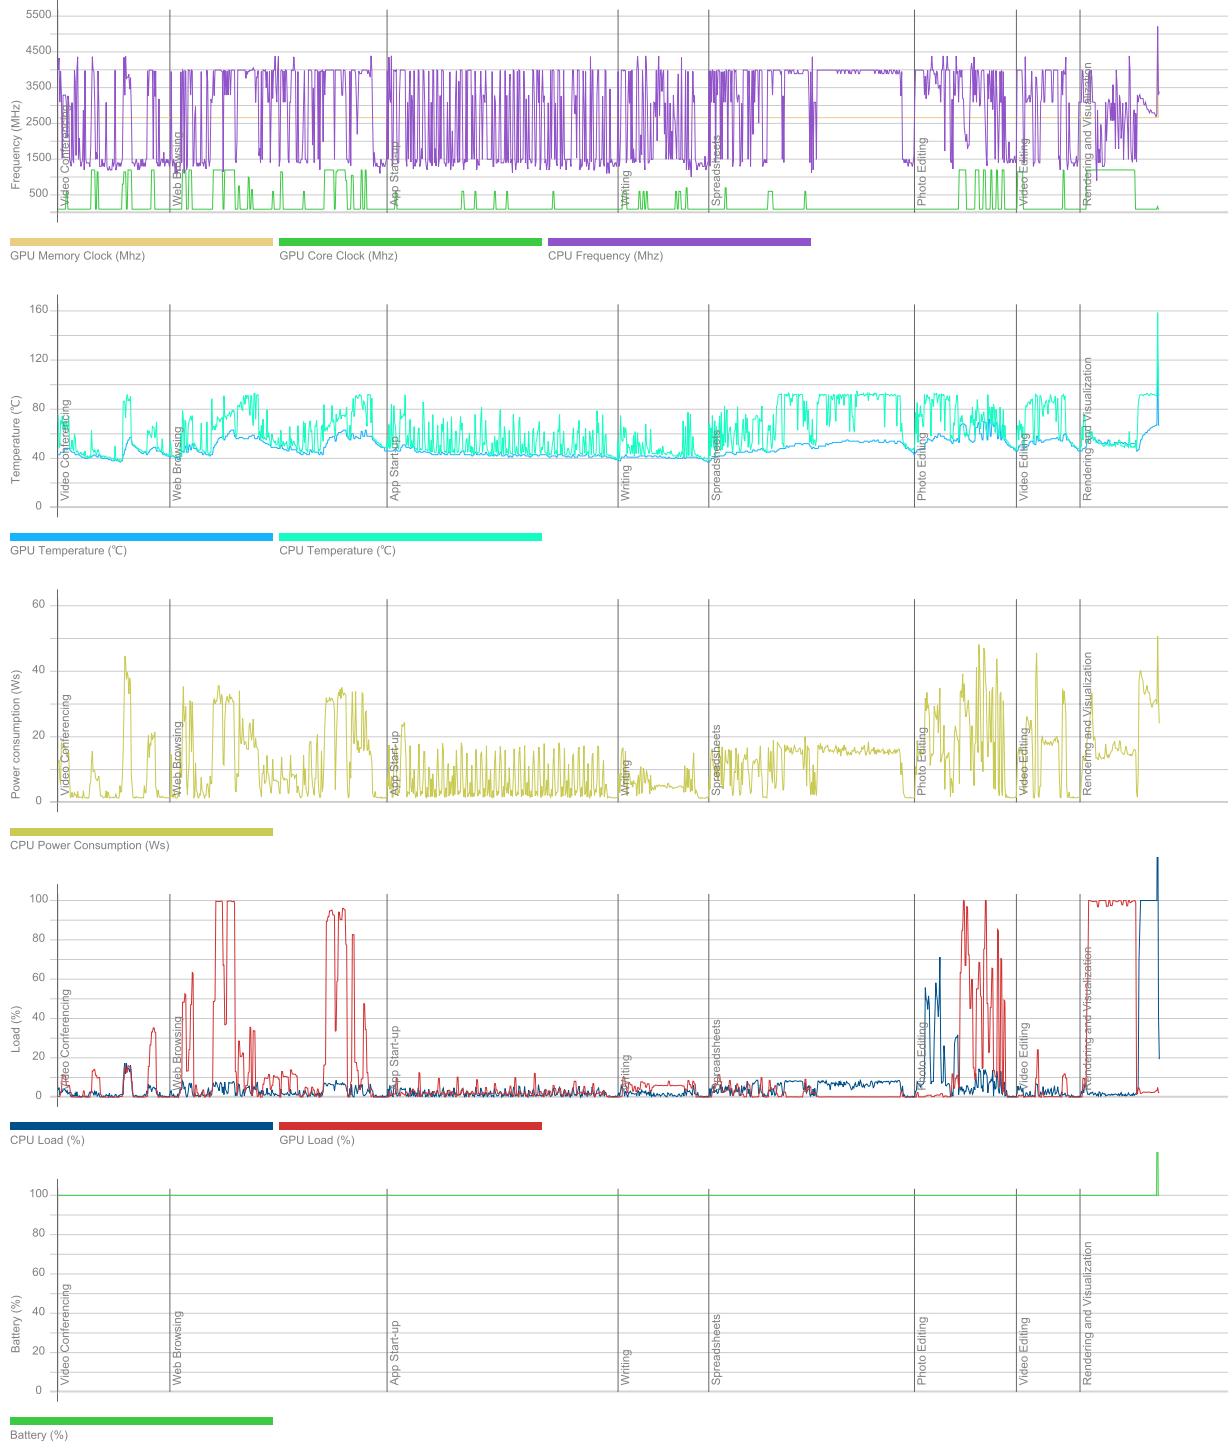 Frequency (MHz)
5500
4500
3500
2500
1500
500
Video Conferencing
Web Browsing
App Start-up
Writing
Spreadsheets
Photo Editing
Video Editing
Rendering and Visualization
GPU Memory Clock (Mhz)
GPU Core Clock (Mhz)
CPU Frequency (Mhz)
Temperature (℃)
160
120
80
40
0
Video Conferencing
Web Browsing
App Start-up
Writing
Spreadsheets
Photo Editing
Video Editing
Rendering and Visualization
GPU Temperature (℃)
CPU Temperature (℃)
Power consumption (Ws)
60
40
20
0
Video Conferencing
Web Browsing
App Start-up
Writing
Spreadsheets
Photo Editing
Video Editing
Rendering and Visualization
CPU Power Consumption (Ws)
Load (%)
100
80
60
40
20
0
Video Conferencing
Web Browsing
App Start-up
Writing
Spreadsheets
Photo Editing
Video Editing
Rendering and Visualization
CPU Load (%)
GPU Load (%)
Battery (%)
100
80
60
40
20
0
Video Conferencing
Web Browsing
App Start-up
Writing
Spreadsheets
Photo Editing
Video Editing
Rendering and Visualization
Battery (%)